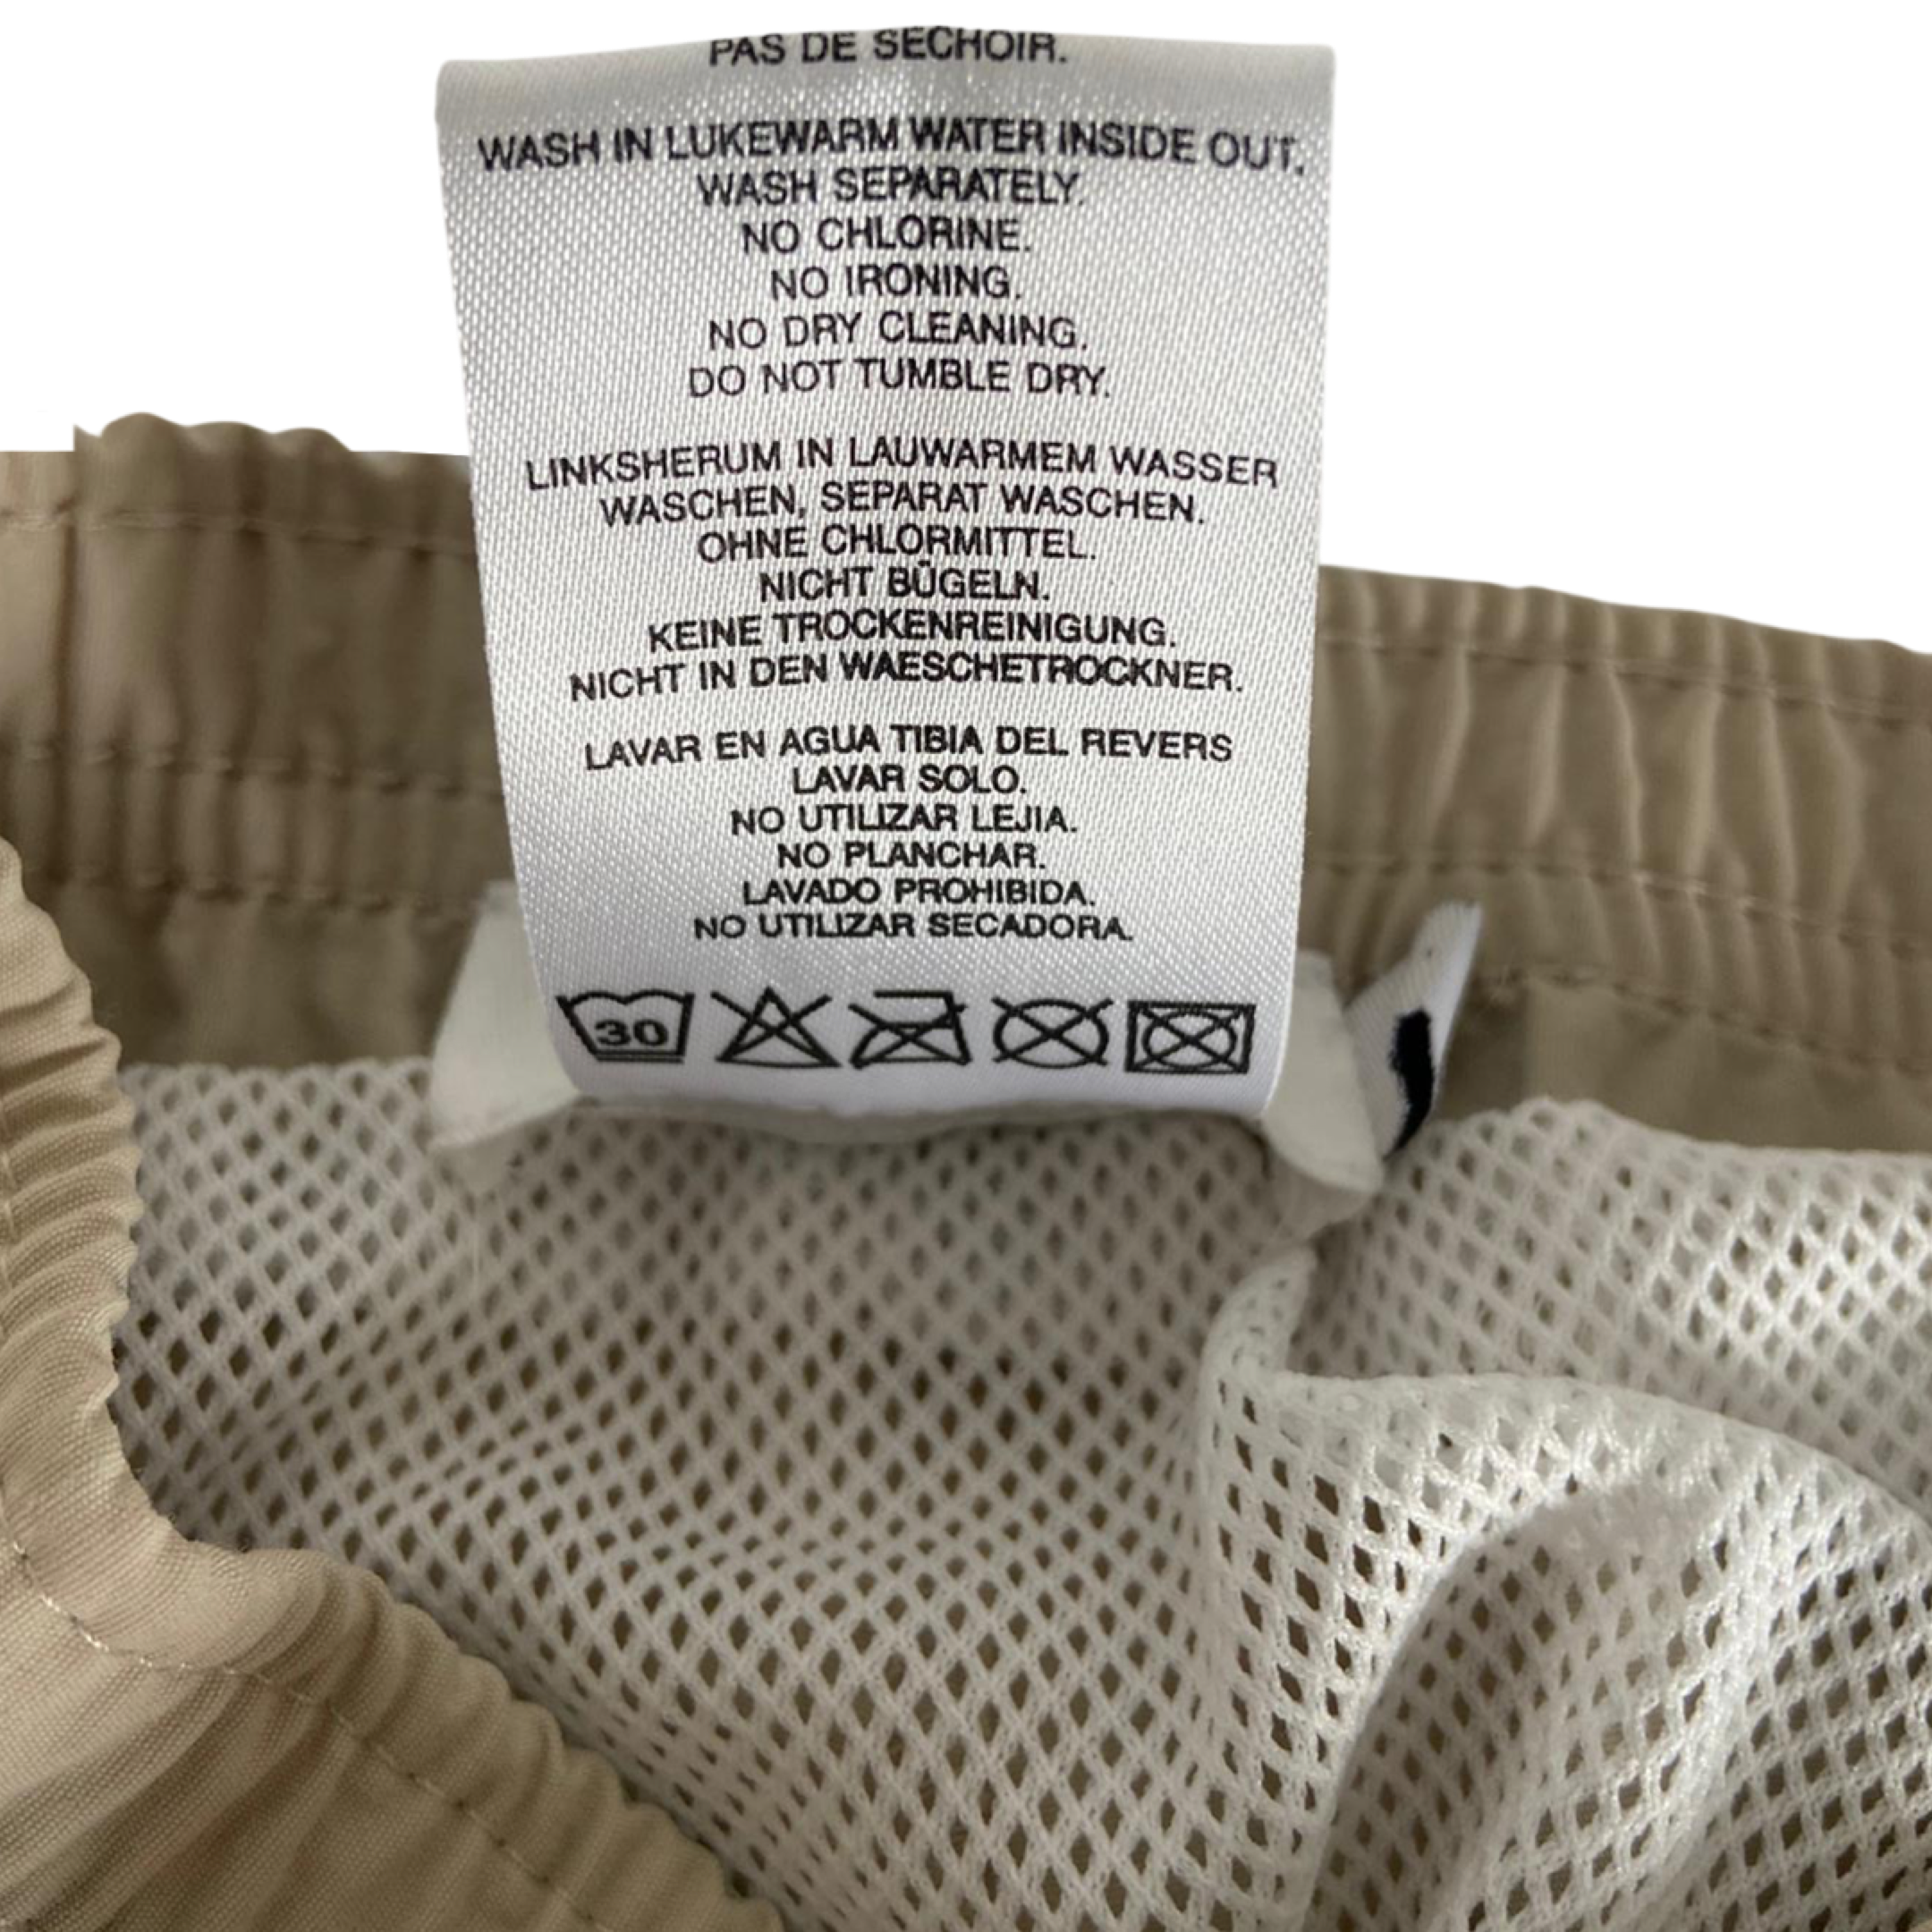 PAS DE SECHOIR.
WASH IN LUKEWARM WATER INSIDE OUT.
WASH SEPARATELY.
NO CHLORINE.
NO IRONING.
NO DRY CLEANING.
DO NOT TUMBLE DRY.
LINKSHERUM IN LAUWARMEM WASSER
WASCHEN, SEPARAT WASCHEN.
OHNE CHLORMITTEL.
NICHT BÜGELN.
KEINE TROCKENREINIGUNG.
NICHT IN DEN WAESCHETROCKNER.
LAVAR EN AGUA TIBIA DEL REVERS
LAVAR SOLO.
NO UTILIZAR LEJIA.
NO PLANCHAR.
LAVADO PROHIBIDA.
NO UTILIZAR SECADORA.
30